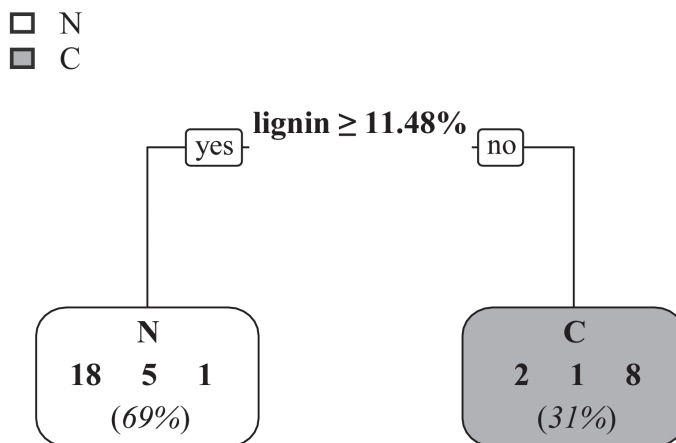 N
C
lignin ≥ 11.48%
yes
no
N
18 5 1
(69%)
C
2 1 8
(31%)